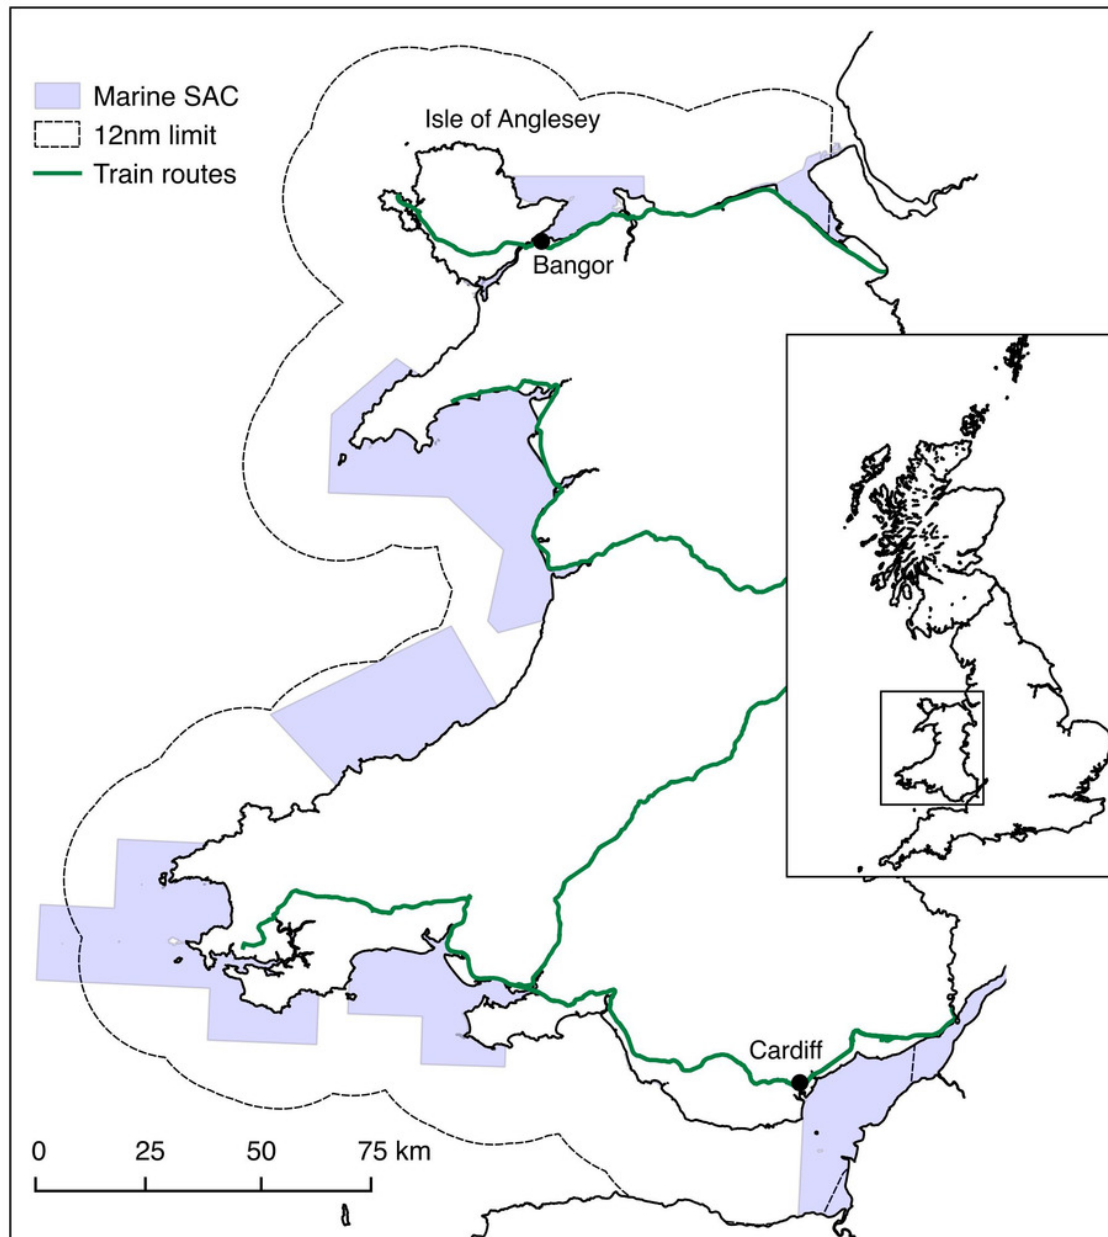 Marine SAC
12nm limit
Train routes
Isle of Anglesey
Bangor
Cardiff
0 25 50 75 km